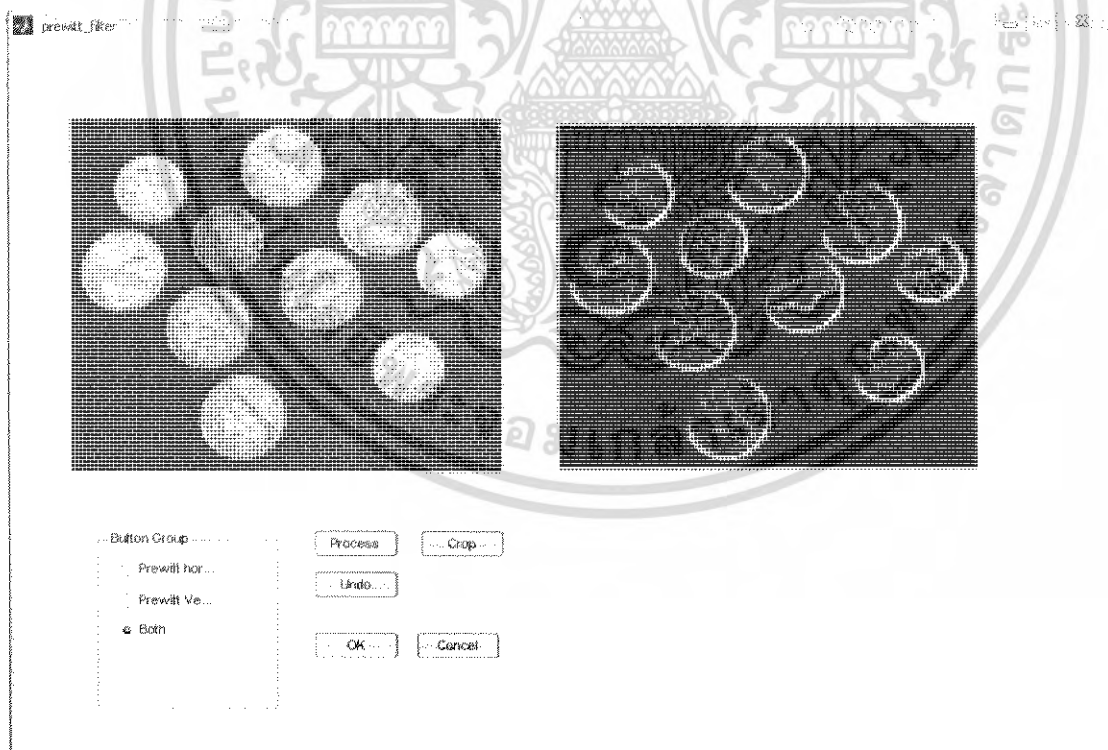 prewitt_filter
Button Group
Prewitt hor...
Prewitt Ve...
Both
Process
Crop
Undo...
OK
Cancel